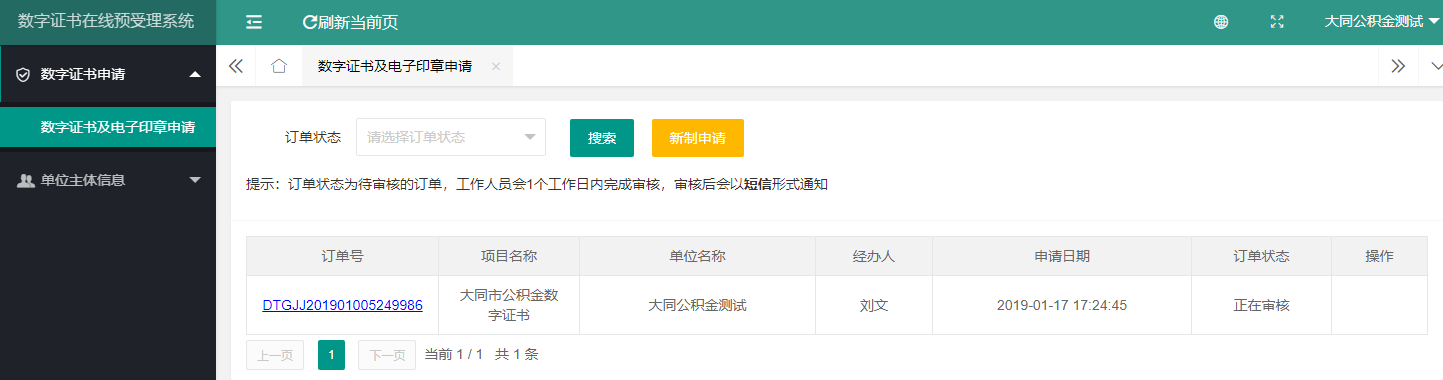 数字证书在线预受理系统
刷新当前页
大同公积金测试
数字证书申请
数字证书及电子印章申请
数字证书及电子印章申请
单位主体信息
订单状态
请选择订单状态
搜索
新制申请
提示：订单状态为待审核的订单，工作人员会1个工作日内完成审核，审核后会以短信形式通知
订单号 项目名称 单位名称 经办人 申请日期 订单状态 操作
DTGJJ201901005249986 大同市公积金数字证书 大同公积金测试 刘文 2019-01-17 17:24:45 正在审核
上一页 1 下一页 当前 1 / 1 共 1 条